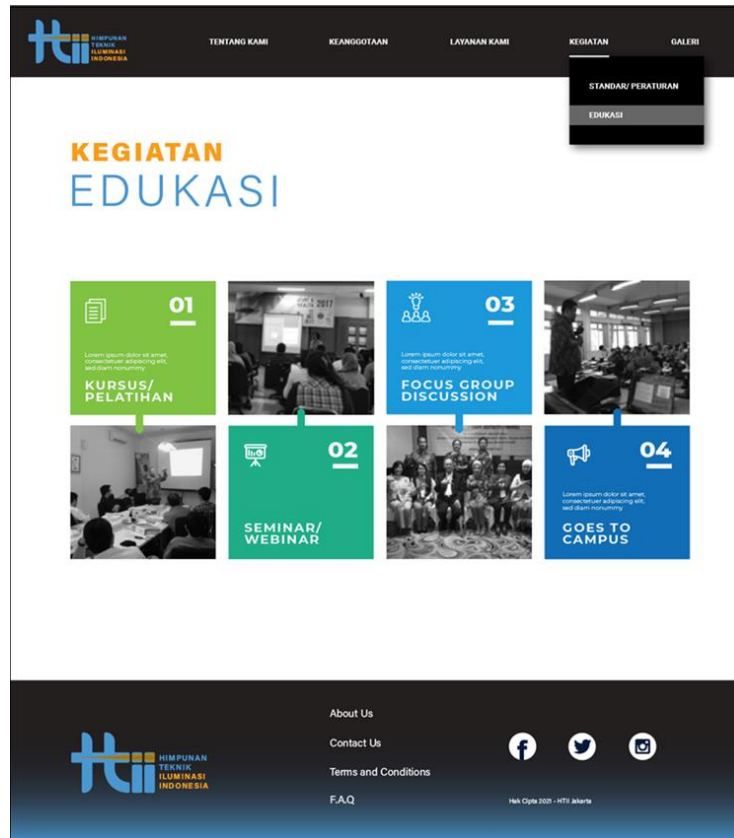 HIMPUNAN
TEKNIK
ILUMINASI
INDONESIA
TENTANG KAMI
KEANGGOTAAN
LAYANAN KAMI
KEGIATAN
GALERI
STANDAR/ PERATURAN
EDUKASI
KEGIATAN
EDUKASI
01
Lorem ipsum dolor sit amet,
consectetuer adipiscing elit,
sed diam nonummy
KURSUS/
PELATIHAN
2017
03
Lorem ipsum dolor sit amet,
consectetuer adipiscing elit,
sed diam nonummy
FOCUS GROUP
DISCUSSION
02
SEMINAR/
WEBINAR
04
Lorem ipsum dolor sit amet,
consectetuer adipiscing elit,
sed diam nonummy
GOES TO
CAMPUS
HIMPUNAN
TEKNIK
ILUMINASI
INDONESIA
About Us
Contact Us
Terms and Conditions
F.A.Q
Hak Cipta 2021 - HTII Jakarta